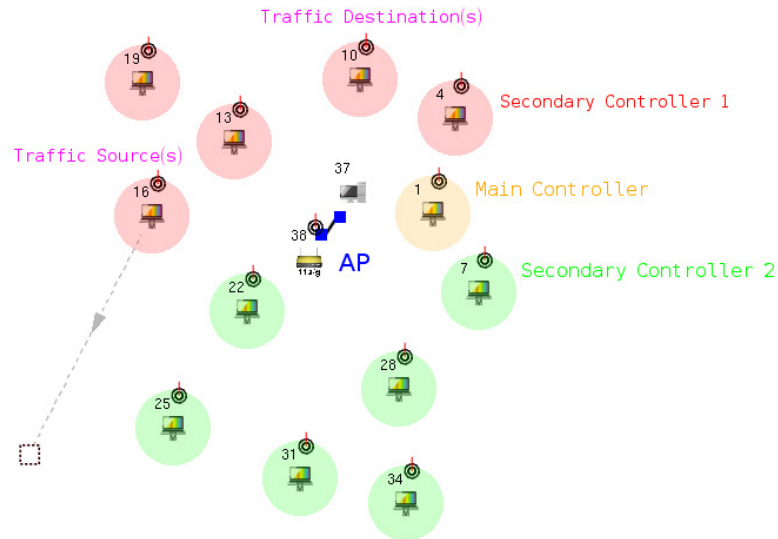 Traffic Destination(s)
19
10
4
Secondary Controller 1
13
M
M
M
Traffic Source(s)
M
37
16
1
Main Controller
M
38
M
AP
7
Secondary Controller 2
11a/g
22
M
M
28
25
M
M
31
34
M
M